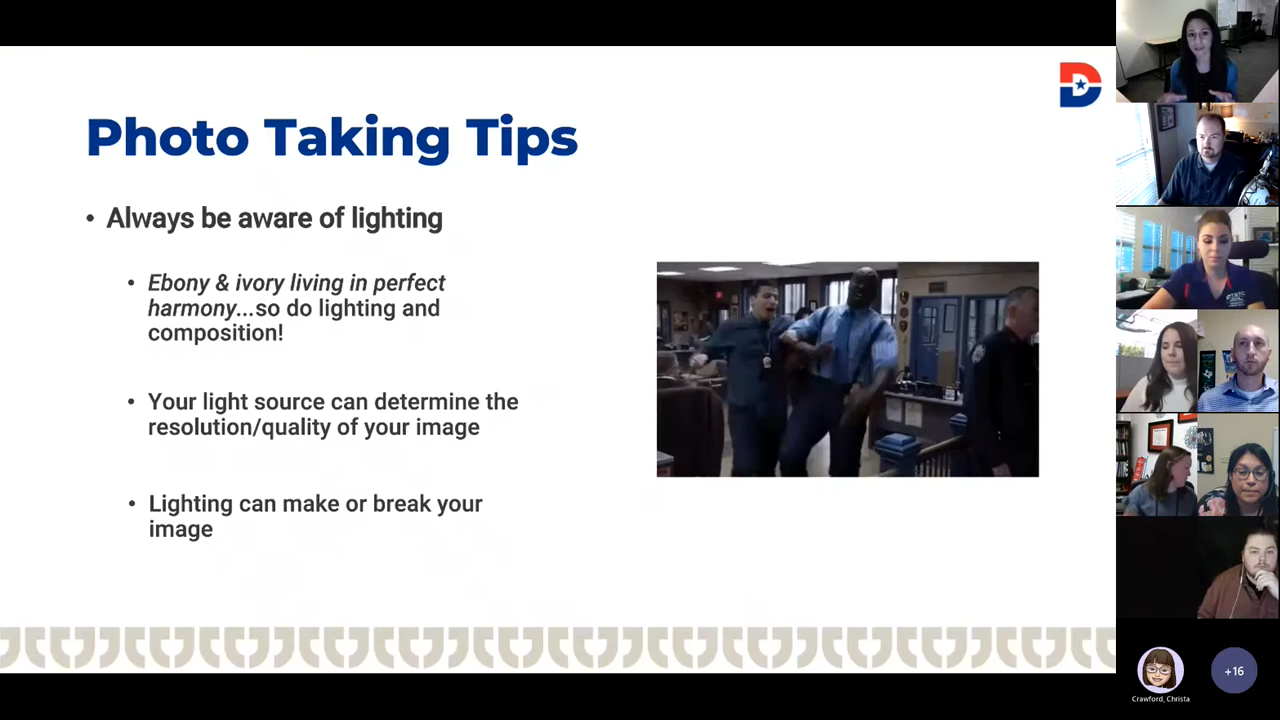 Photo Taking Tips
• Always be aware of lighting
• Ebony & ivory living in perfect
harmony...so do lighting and
composition!
• Your light source can determine the
resolution/quality of your image
• Lighting can make or break your
image
Crawford, Christa
+16